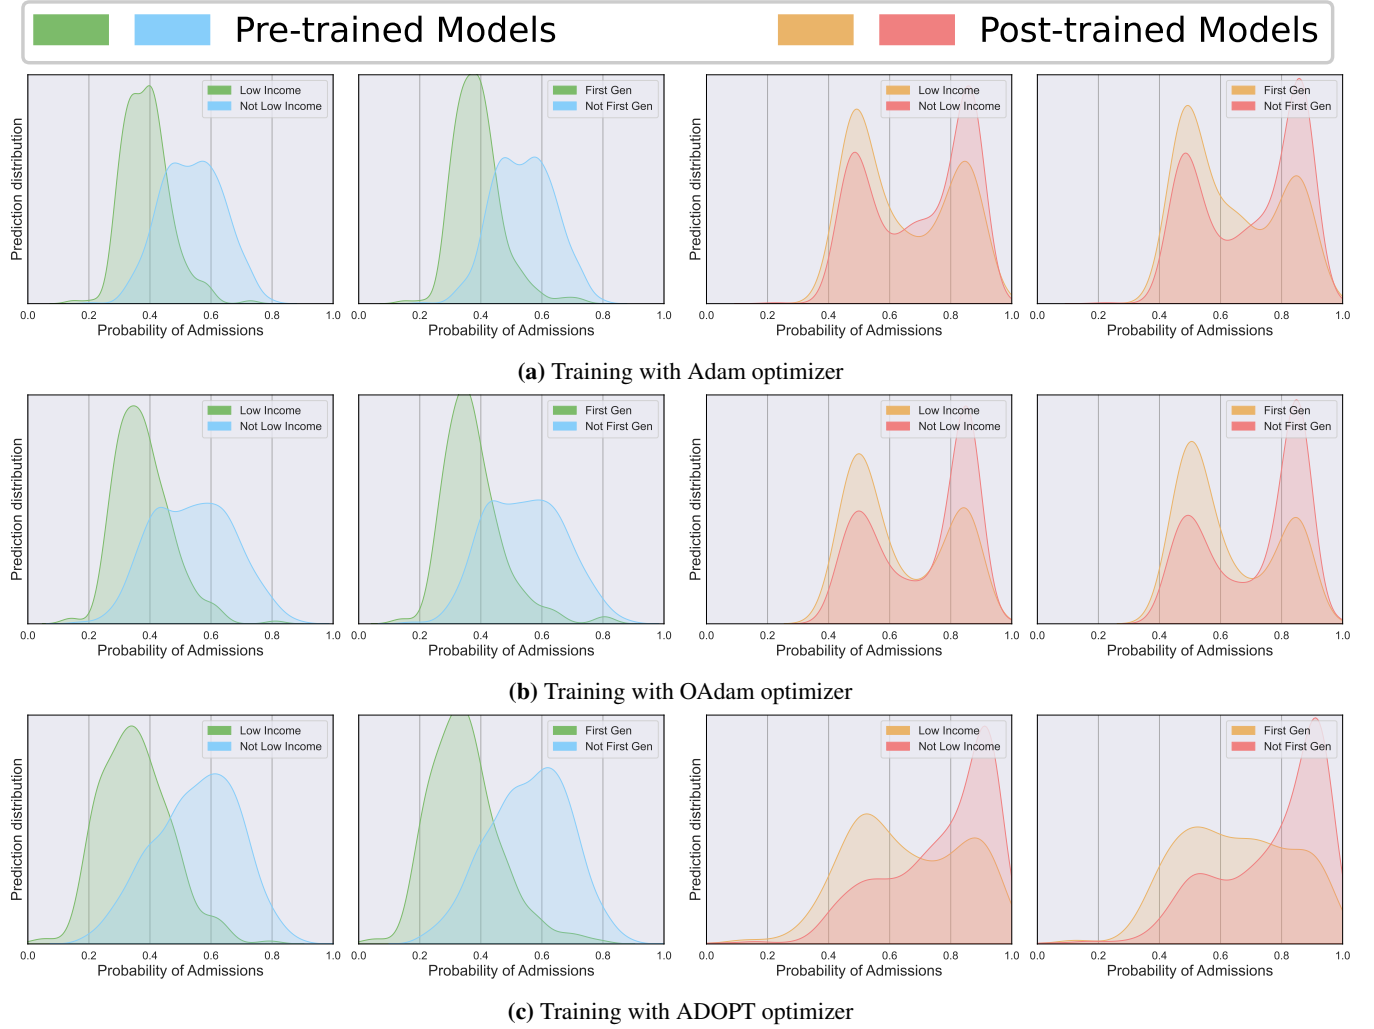 Pre-trained Models Post-trained Models
Low Income
Not Low Income
Prediction distribution
0.0 0.2 0.4 0.6 0.8 1.0
Probability of Admissions
First Gen
Not First Gen
0.0 0.2 0.4 0.6 0.8 1.0
Probability of Admissions
Low Income
Not Low Income
Prediction distribution
0.0 0.2 0.4 0.6 0.8 1.0
Probability of Admissions
First Gen
Not First Gen
0.0 0.2 0.4 0.6 0.8 1.0
Probability of Admissions
(a) Training with Adam optimizer
Low Income
Not Low Income
Prediction distribution
0.0 0.2 0.4 0.6 0.8 1.0
Probability of Admissions
First Gen
Not First Gen
0.0 0.2 0.4 0.6 0.8 1.0
Probability of Admissions
Low Income
Not Low Income
Prediction distribution
0.0 0.2 0.4 0.6 0.8 1.0
Probability of Admissions
First Gen
Not First Gen
0.0 0.2 0.4 0.6 0.8 1.0
Probability of Admissions
(b) Training with OAdam optimizer
Low Income
Not Low Income
Prediction distribution
0.0 0.2 0.4 0.6 0.8 1.0
Probability of Admissions
First Gen
Not First Gen
0.0 0.2 0.4 0.6 0.8 1.0
Probability of Admissions
Low Income
Not Low Income
Prediction distribution
0.0 0.2 0.4 0.6 0.8 1.0
Probability of Admissions
First Gen
Not First Gen
0.0 0.2 0.4 0.6 0.8 1.0
Probability of Admissions
(c) Training with ADOPT optimizer